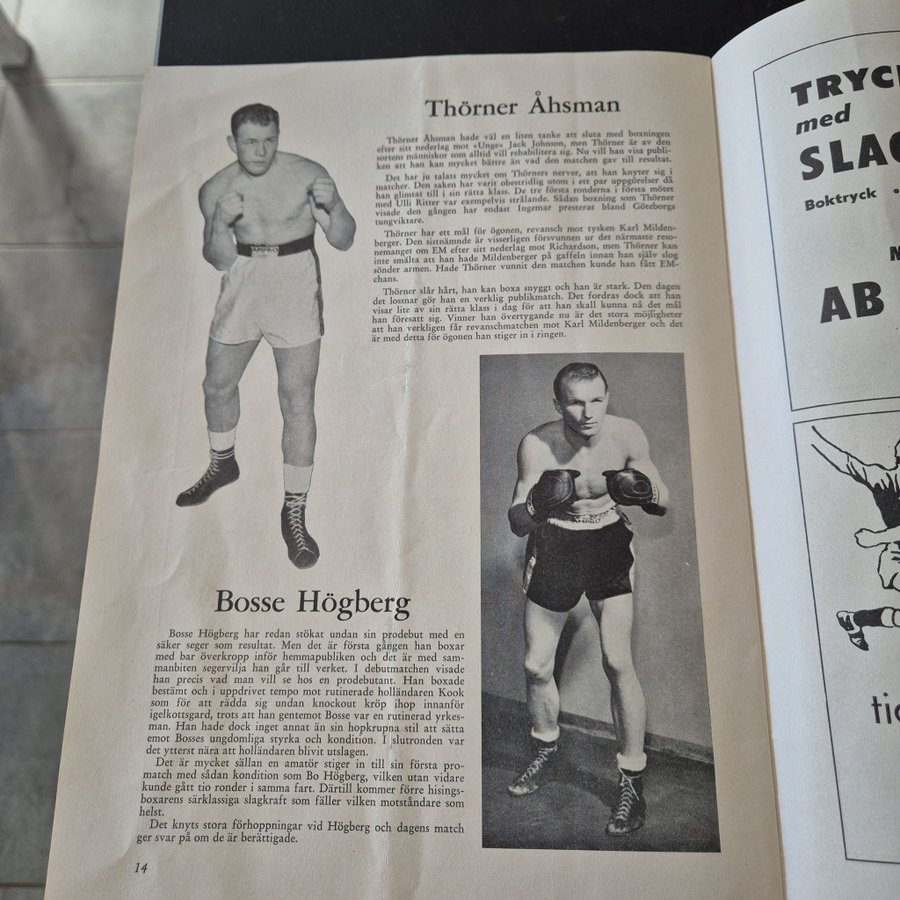 Thörner Åhsman
Thörner Åhsman hade väl en liten tanke att sluta med boxningen
efter sitt nederlag mot «Unge» Jack Johnson, men Thörner är av den
sortens människor som alltid vill rehabilitera sig. Nu vill han visa publi-
ken att han kan mycket bättre än vad den matchen gav till resultat.
Det har ju talats mycket om Thörners nerver, att han knyter sig i
matcher. Den saken har varit obestridlig utom i ett par uppgörelser då
han glimtat till i sin rätta klass. De tre första ronderna i första mötet
med Ulli Ritter var exempelvis strålande. Sådan boxning som Thörner
visade den gången har endast Ingemar presterat bland Göteborgs
tungviktare.
Thörner har ett mål för ögonen, revansch mot tysken Karl Milden-
berger. Den sistnämnde är visserligen försvunnen ur det närmaste reso-
nemanget om EM efter sitt nederlag mot Richardson, men Thörner kan
inte smälta att han hade Mildenberger på gaffeln innan han själv slog
sönder armen. Hade Thörner vunnit den matchen kunde han fått EM-
chans.
Thörner slår hårt, han kan boxa snyggt och han är stark. Den dagen
det lossnar gör han en verklig publikmatch. Det fordras dock att han
visar lite av sin rätta klass i dag för att han skall kunna nå det mål
han föresatt sig. Vinner han övertygande nu är det stora möjligheter
att han verkligen får revanschmatchen mot Karl Mildenberger och det
är med detta för ögonen han stiger in i ringen.
AMPRO
Bosse Högberg
Bosse Högberg har redan stökat undan sin prodebut med en
säker seger som resultat. Men det är första gången han boxar
med bar överkropp inför hemmapubliken och det är med sam-
manbiten segervilja han går till verket. I debutmatchen visade
han precis vad man vill se hos en prodebutant. Han boxade
bestämt och i uppdrivet tempo mot rutinerade holländaren Kook
som för att rädda sig undan knockout kröp ihop innanför
igelkottsgard, trots att han gentemot Bosse var en rutinerad yrkes-
man. Han hade dock inget annat än sin hopkrupna stil att sätta
emot Bosses ungdomliga styrka och kondition. I slutronden var
det ytterst nära att holländaren blivit utslagen.
Det är mycket sällan en amatör stiger in till sin första pro-
match med sådan kondition som Bo Högberg, vilken utan vidare
kunde gått tio ronder i samma fart. Därtill kommer förre hisings-
boxarens särklassiga slagkraft som fäller vilken motståndare som
helst.
Det knyts stora förhoppningar vid Högberg och dagens match
ger svar på om de är berättigade.
14
med
Boktryck •
AB